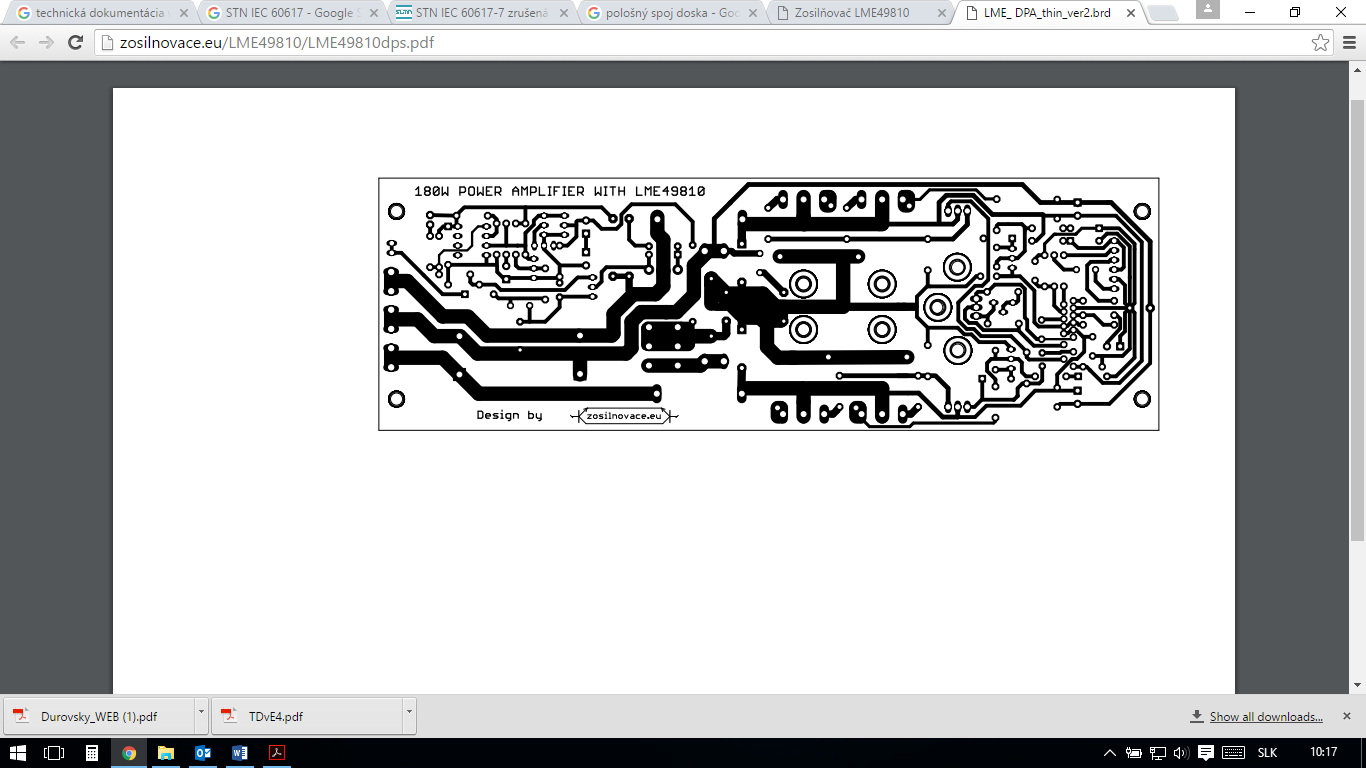 technická dokumentácia
STN IEC 60617 - Google
STN IEC 60617-7 zrušená
pološný spoj doska - Goo
Zosilňovač LME49810
LME_ DPA_thin_ver2.brd
zosilnovace.eu/LME49810/LME49810dps.pdf
180W POWER AMPLIFIER WITH LME49810
Design by
zosilnovace.eu
Durovsky_WEB (1).pdf
TDvE4.pdf
Show all downloads...
SLK
10:17